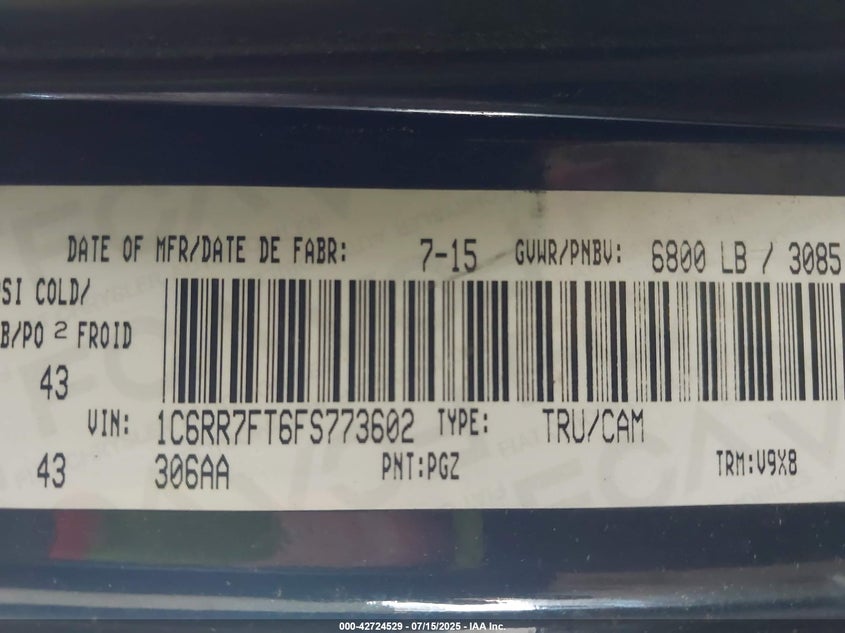 DATE OF MFR/DATE DE FABR: 7-15 GVWR/PNBV: 6800 LB / 3085
SI COLD/
B/PO 2 FROID
43
VIN: 1C6RR7FT6FS773602 TYPE: TRU/CAM
43 306AA PNT:PGZ TRM:V9X8
000-42724529 - 07/15/2025 - IAA Inc.